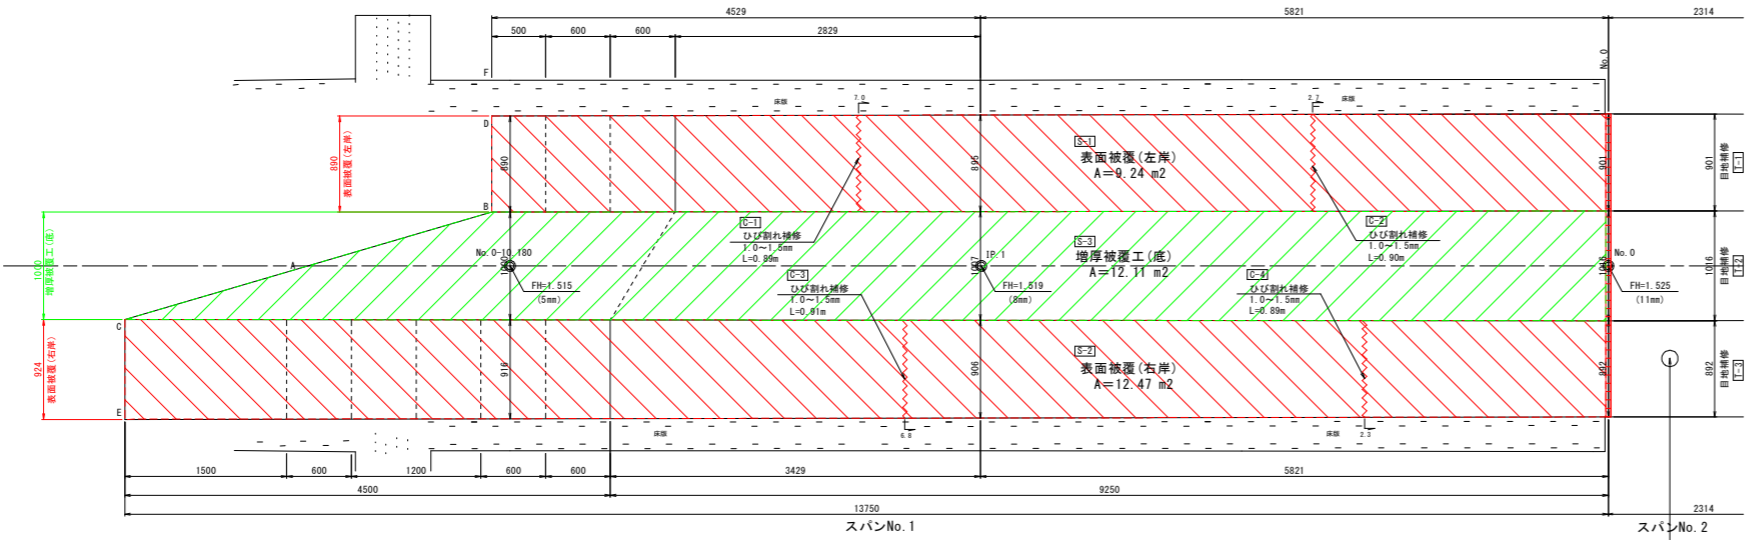 4529
5821
2314
500
600
600
2829
No.0
F
床版
7.0
2.7
床版
D
890
表面被覆(左岸)
890
895
S-1
表面被覆(左岸)
A=9.24 m2
901
901
目地補修
T-1
B
C-1
ひび割れ補修
1.0~1.5mm
L=0.89m
C-2
ひび割れ補修
1.0~1.5mm
L=0.90m
1000
増厚被覆工(底)
A
No.0-10.180
IP.1
S-3
増厚被覆工(底)
A=12.11 m2
No.0
1016
目地補修
T-2
FH=1.515
(5mm)
C-3
ひび割れ補修
1.0~1.5mm
L=0.91m
FH=1.519
(8mm)
C-4
ひび割れ補修
1.0~1.5mm
L=0.89m
FH=1.525
(11mm)
C
924
表面被覆(右岸)
916
906
S-2
表面被覆(右岸)
A=12.47 m2
892
892
目地補修
T-3
E
床版
6.8
床版
2.3
1500
600
1200
600
600
3429
5821
4500
9250
13750
2314
スパンNo.1
スパンNo.2